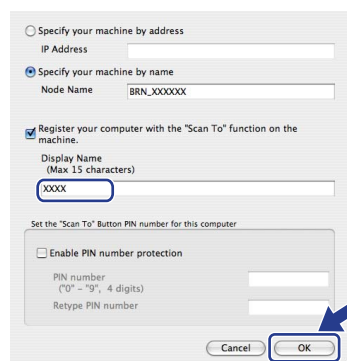 Specify your machine by address
IP Address
Specify your machine by name
Node Name BRN_XXXXXX
Register your computer with the "Scan To" function on the
machine.
Display Name
(Max 15 characters)
XXXX
Set the "Scan To" Button PIN number for this computer
Enable PIN number protection
PIN number
("0" – "9", 4 digits)
Retype PIN number
Cancel OK